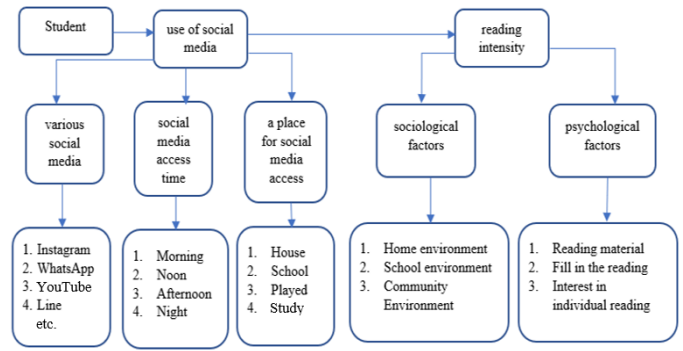 Student
use of social
media
reading
intensity
various
social
media
social
media
access
time
a place
for social
media
access
sociological
factors
psychological
factors
1. Instagram
2. WhatsApp
3. YouTube
4. Line
etc.
1. Morning
2. Noon
3. Afternoon
4. Night
1. House
2. School
3. Played
4. Study
1. Home environment
2. School environment
3. Community
Environment
1. Reading material
2. Fill in the reading
3. Interest in
individual reading